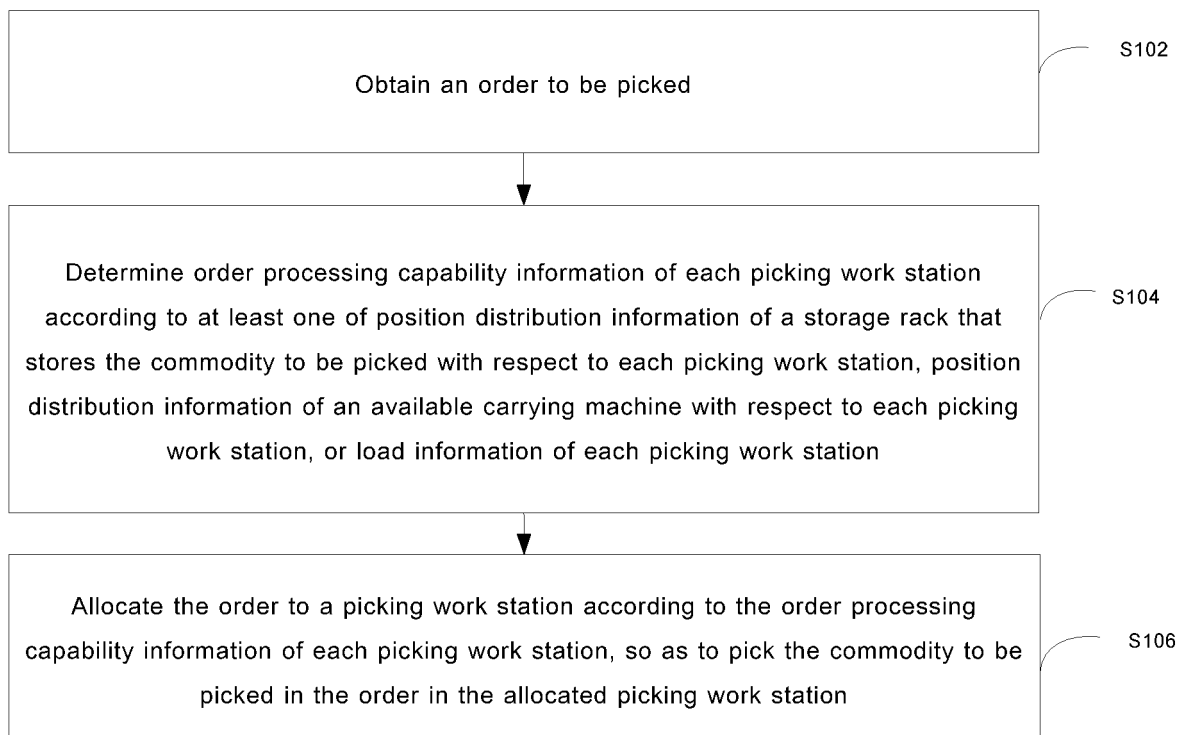 Obtain an order to be picked
S102
Determine order processing capability information of each picking work station
according to at least one of position distribution information of a storage rack that
stores the commodity to be picked with respect to each picking work station, position
distribution information of an available carrying machine with respect to each picking
work station, or load information of each picking work station
S104
Allocate the order to a picking work station according to the order processing
capability information of each picking work station, so as to pick the commodity to be
picked in the order in the allocated picking work station
S106